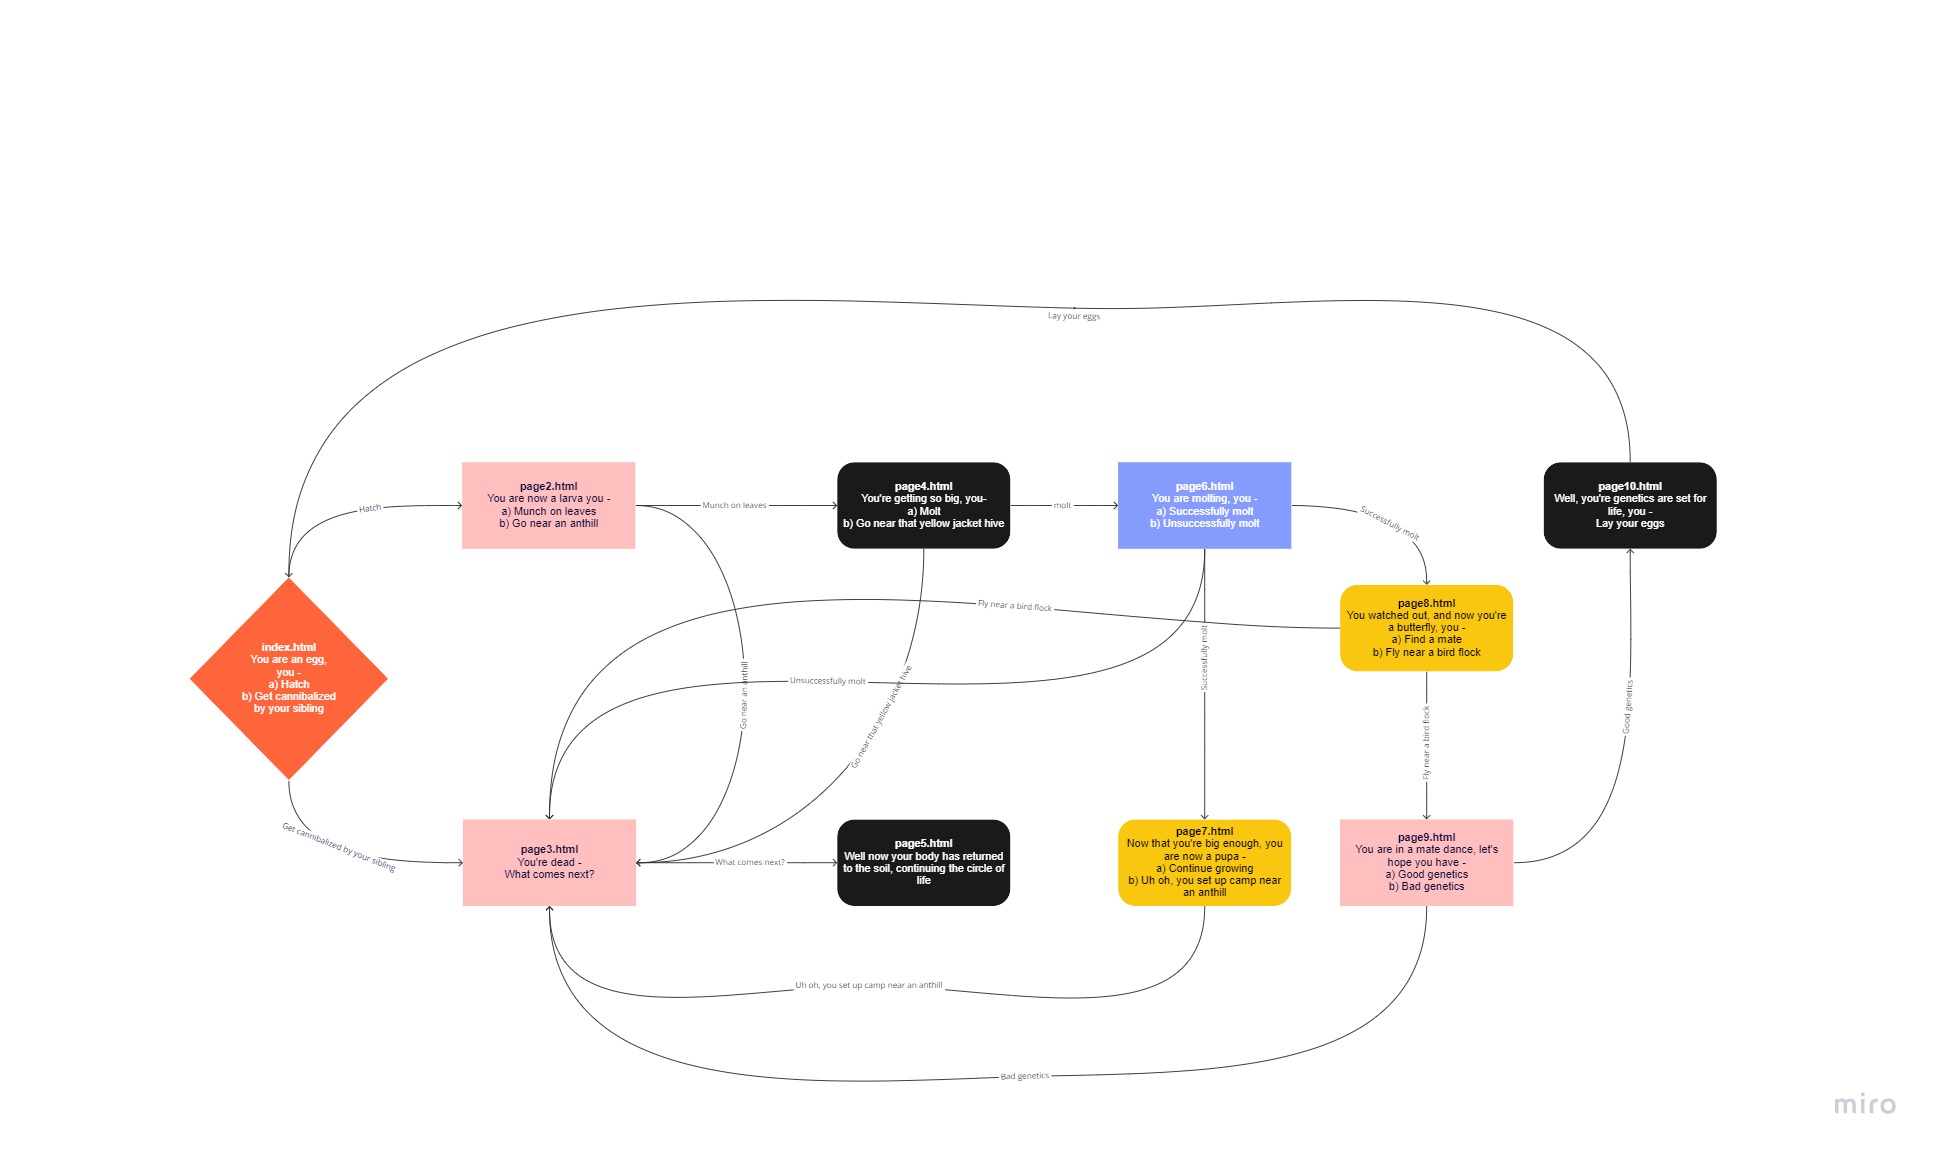 Lay your eggs
page2.html
You are now a larva you -
a) Munch on leaves
b) Go near an anthill
Munch on leaves
page4.html
You're getting so big, you-
a) Molt
b) Go near that yellow jacket hive
molt
page6.html
You are molting, you -
a) Successfully molt
b) Unsuccessfully molt
Successfully molt
page10.html
Well, you're genetics are set for
life, you -
Lay your eggs
Hatch
index.html
You are an egg,
you -
a) Hatch
b) Get cannibalized
by your sibling
Fly near a bird flock
page8.html
You watched out, and now you're
a butterfly, you -
a) Find a mate
b) Fly near a bird flock
Unsuccessfully molt
Go near an anthill
Go near that yellow jacket hive
Successfully molt
Fly near a bird flock
Good genetics
Get cannibalized by your sibling
page3.html
You're dead -
What comes next?
What comes next?
page5.html
Well now your body has returned
to the soil, continuing the circle of
life
page7.html
Now that you're big enough, you
are now a pupa -
a) Continue growing
b) Uh oh, you set up camp near
an anthill
page9.html
You are in a mate dance, let's
hope you have -
a) Good genetics
b) Bad genetics
Uh oh, you set up camp near an anthill
Bad genetics
miro